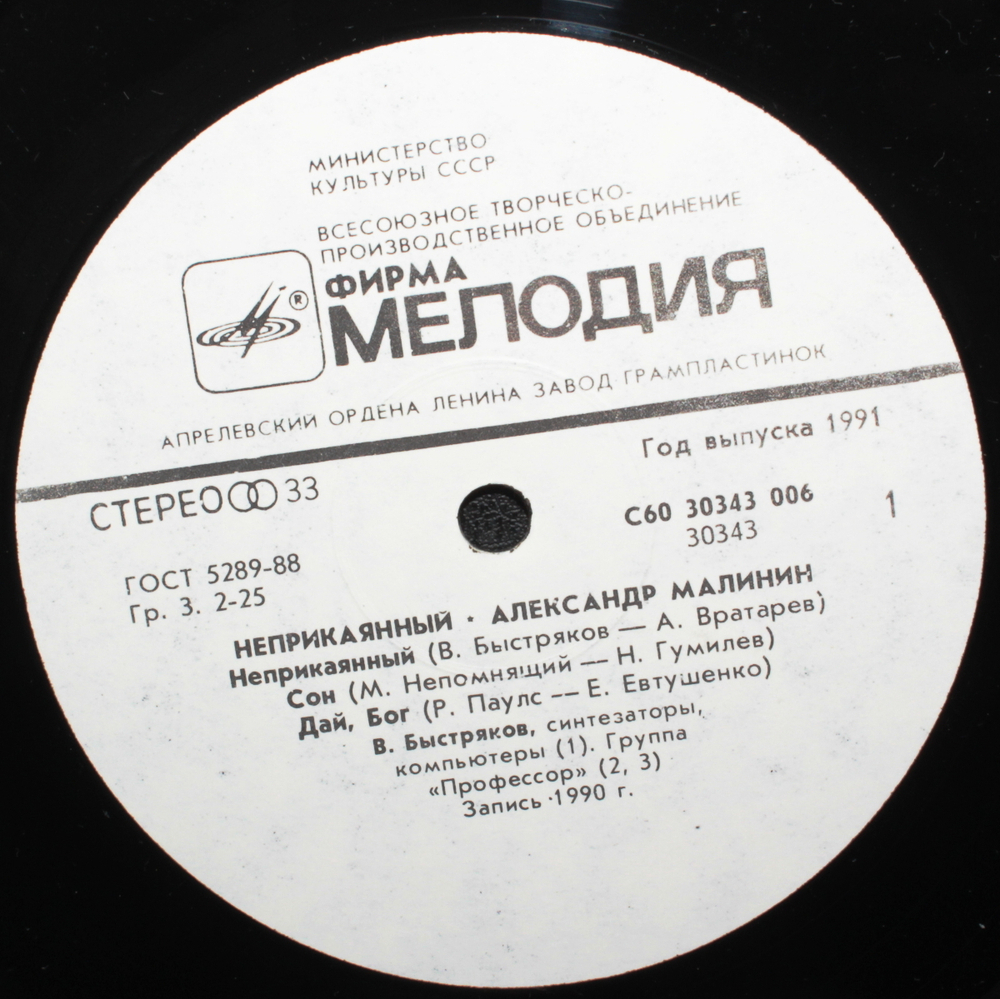 МИНИСТЕРСТВО
КУЛЬТУРЫ СССР
ВСЕСОЮЗНОЕ ТВОРЧЕСКО-
ПРОИЗВОДСТВЕННОЕ ОБЪЕДИНЕНИЕ
ФИРМА
®
МЕЛОДИЯ
АПРЕЛЕВСКИЙ ОРДЕНА ЛЕНИНА ЗАВОД ГРАМПЛАСТИНОК
Год выпуска 1991
СТЕРЕО 33
С60 30343 006
1
30343
ГОСТ 5289-88
Гр. 3. 2-25
НЕПРИКАЯННЫЙ · АЛЕКСАНДР МАЛИНИН
Неприкаянный (В. Быстряков — А. Вратарев)
Сон (М. Непомнящий — Н. Гумилев)
Дай, Бог (Р. Паулс –– Е. Евтушенко)
В. Быстряков, синтезаторы,
компьютеры (1). Группа
«Профессор» (2, 3)
Запись ·1990 г.